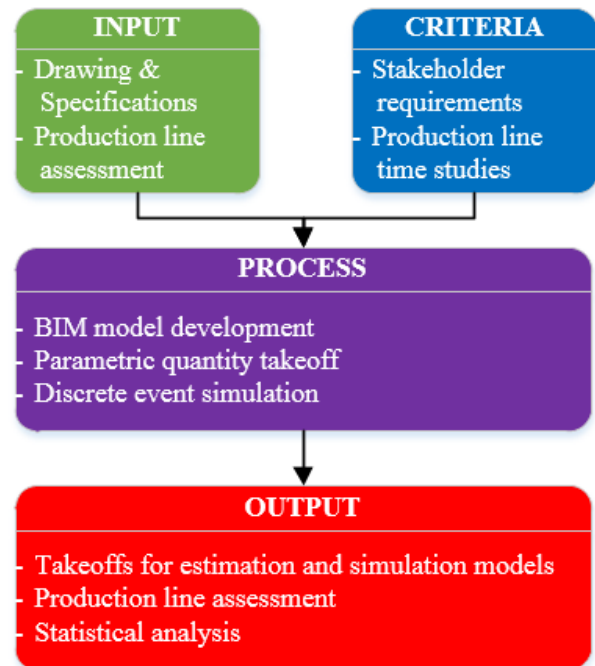 INPUT
- Drawing &
Specifications
- Production line
assessment
CRITERIA
- Stakeholder
requirements
- Production line
time studies
PROCESS
- BIM model development
- Parametric quantity takeoff
- Discrete event simulation
OUTPUT
- Takeoffs for estimation and simulation models
- Production line assessment
- Statistical analysis